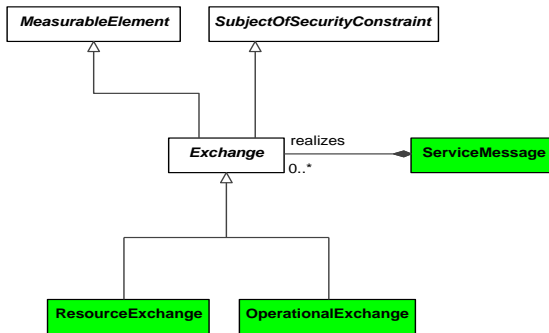 MeasurableElement
SubjectOfSecurityConstraint
realizes
Exchange
ServiceMessage
0..*
ResourceExchange
OperationalExchange